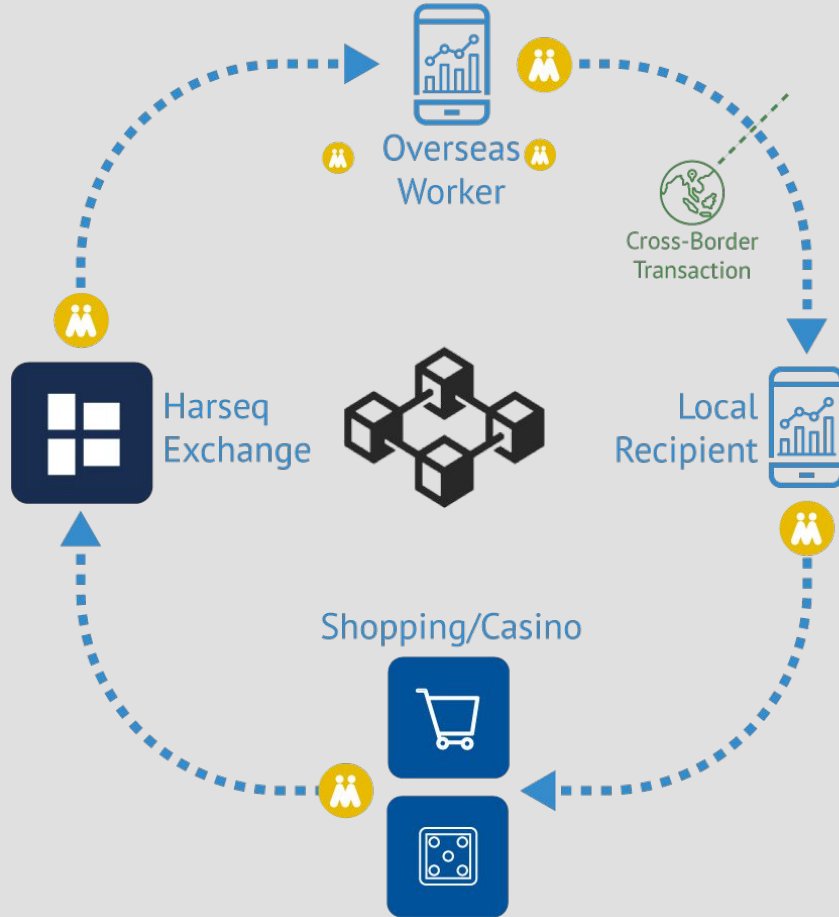 Overseas
Worker
Cross-Border
Transaction
Harseq
Exchange
Local
Recipient
Shopping/Casino